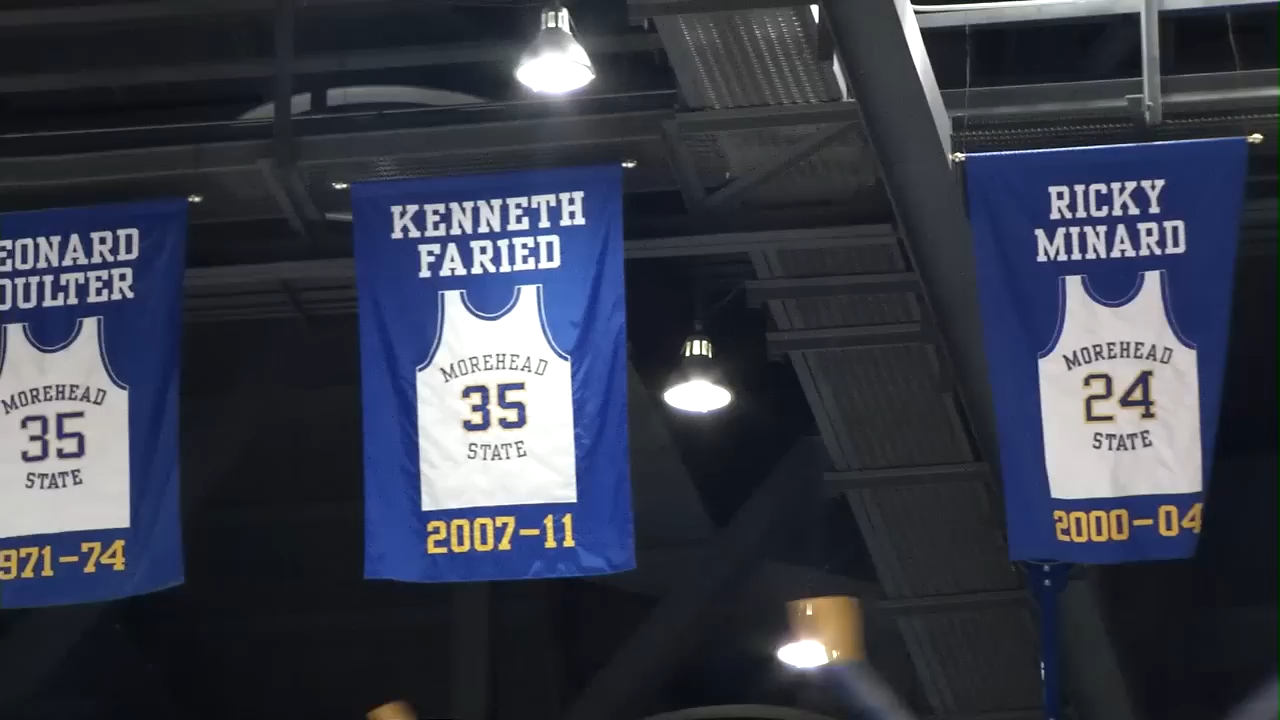 EONARD
OULTER
MOREHEAD
35
STATE
971-74
KENNETH
FARIED
MOREHEAD
35
STATE
2007-11
RICKY
MINARD
MOREHEAD
24
STATE
2000-04